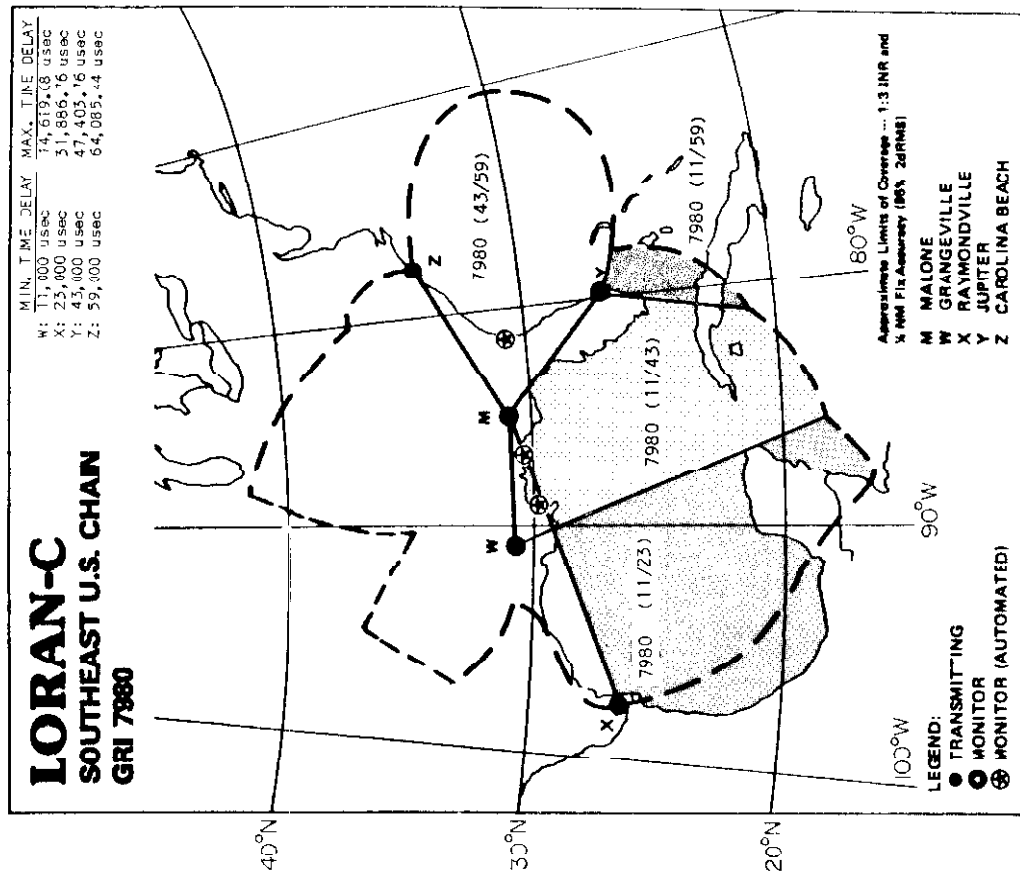 LORAN-C
SOUTHEAST U.S. CHAIN
GRI 7980
MIN. TIME DELAY MAX. TIME DELAY
W: 11,000 usec 14,619.08 usec
X: 23,000 usec 31,886.16 usec
Y: 43,000 usec 47,403.16 usec
Z: 59,000 usec 64,085.44 usec
40°N
30°N
20°N
100°W
90°W
80°W
Z
M
W
Y
X
7980 (43/59)
7980 (11/59)
7980 (11/43)
7980 (11/23)
LEGEND:
TRANSMITTING
MONITOR
MONITOR (AUTOMATED)
Approximate Limits of Coverage -- 1:3 SNR and
¼ NM Fix Accuracy (95% 2dRMS)
M MALONE
W GRANGEVILLE
X RAYMONDVILLE
Y JUPITER
Z CAROLINA BEACH